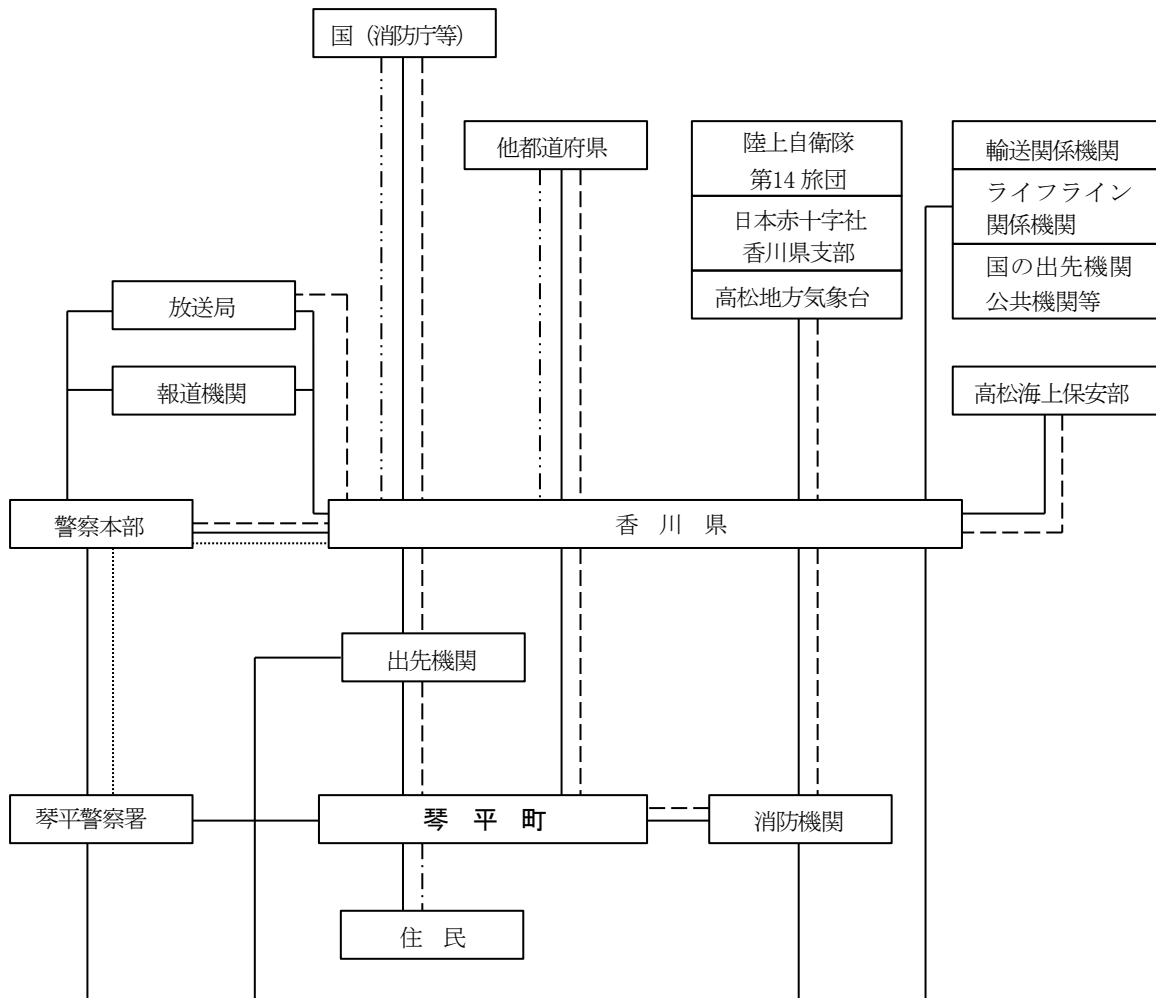 国（消防庁等）
他都道府県
陸上自衛隊
第14旅団
日本赤十字社
香川県支部
高松地方気象台
輸送関係機関
ライフライン
関係機関
国の出先機関
公共機関等
放送局
報道機関
高松海上保安部
警察本部
香　川　県
出先機関
琴平警察署
琴　平　町
消防機関
住　民